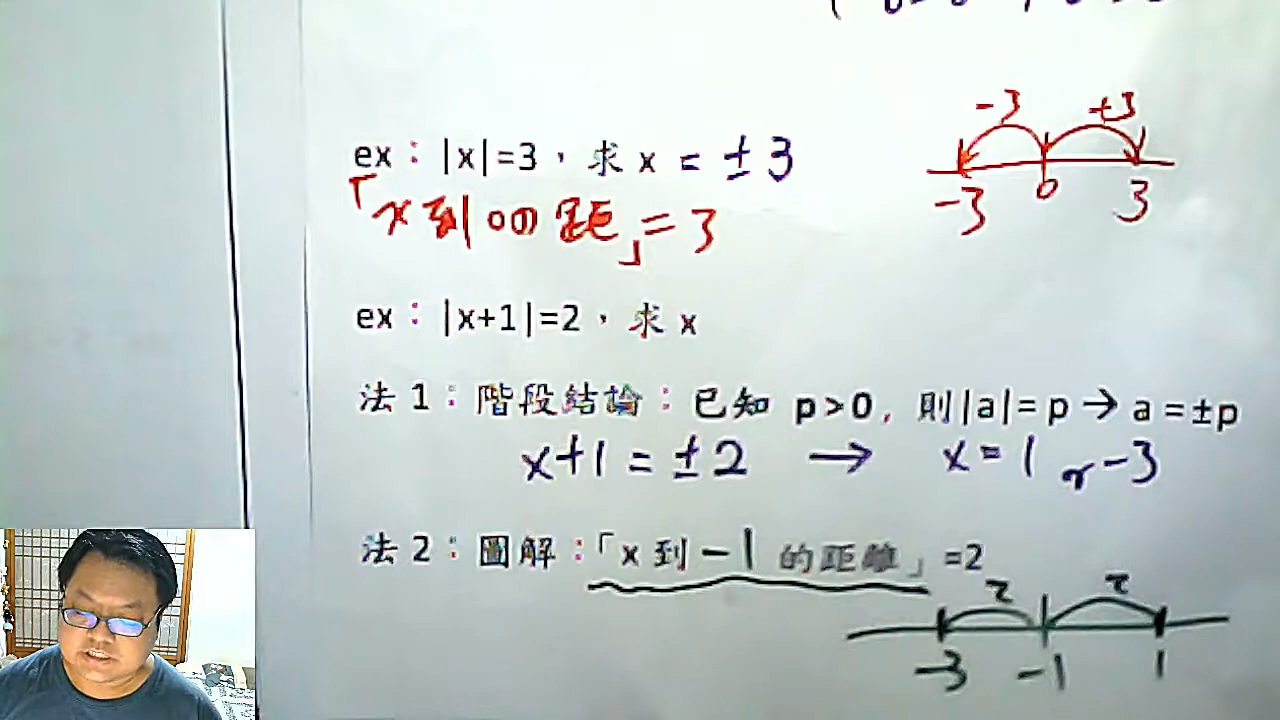 -3 +3
ex：|x|=3，求 x = ±3
-3 0 3
「x到0的距」=3
ex：|x+1|=2，求 x
法 1：階段結論：已知 p>0, 則|a|= p → a =±p
x+1 = ±2 → x = 1 or -3
法 2：圖解：「x 到 -1 的距離」=2
2 2
-3 -1 1